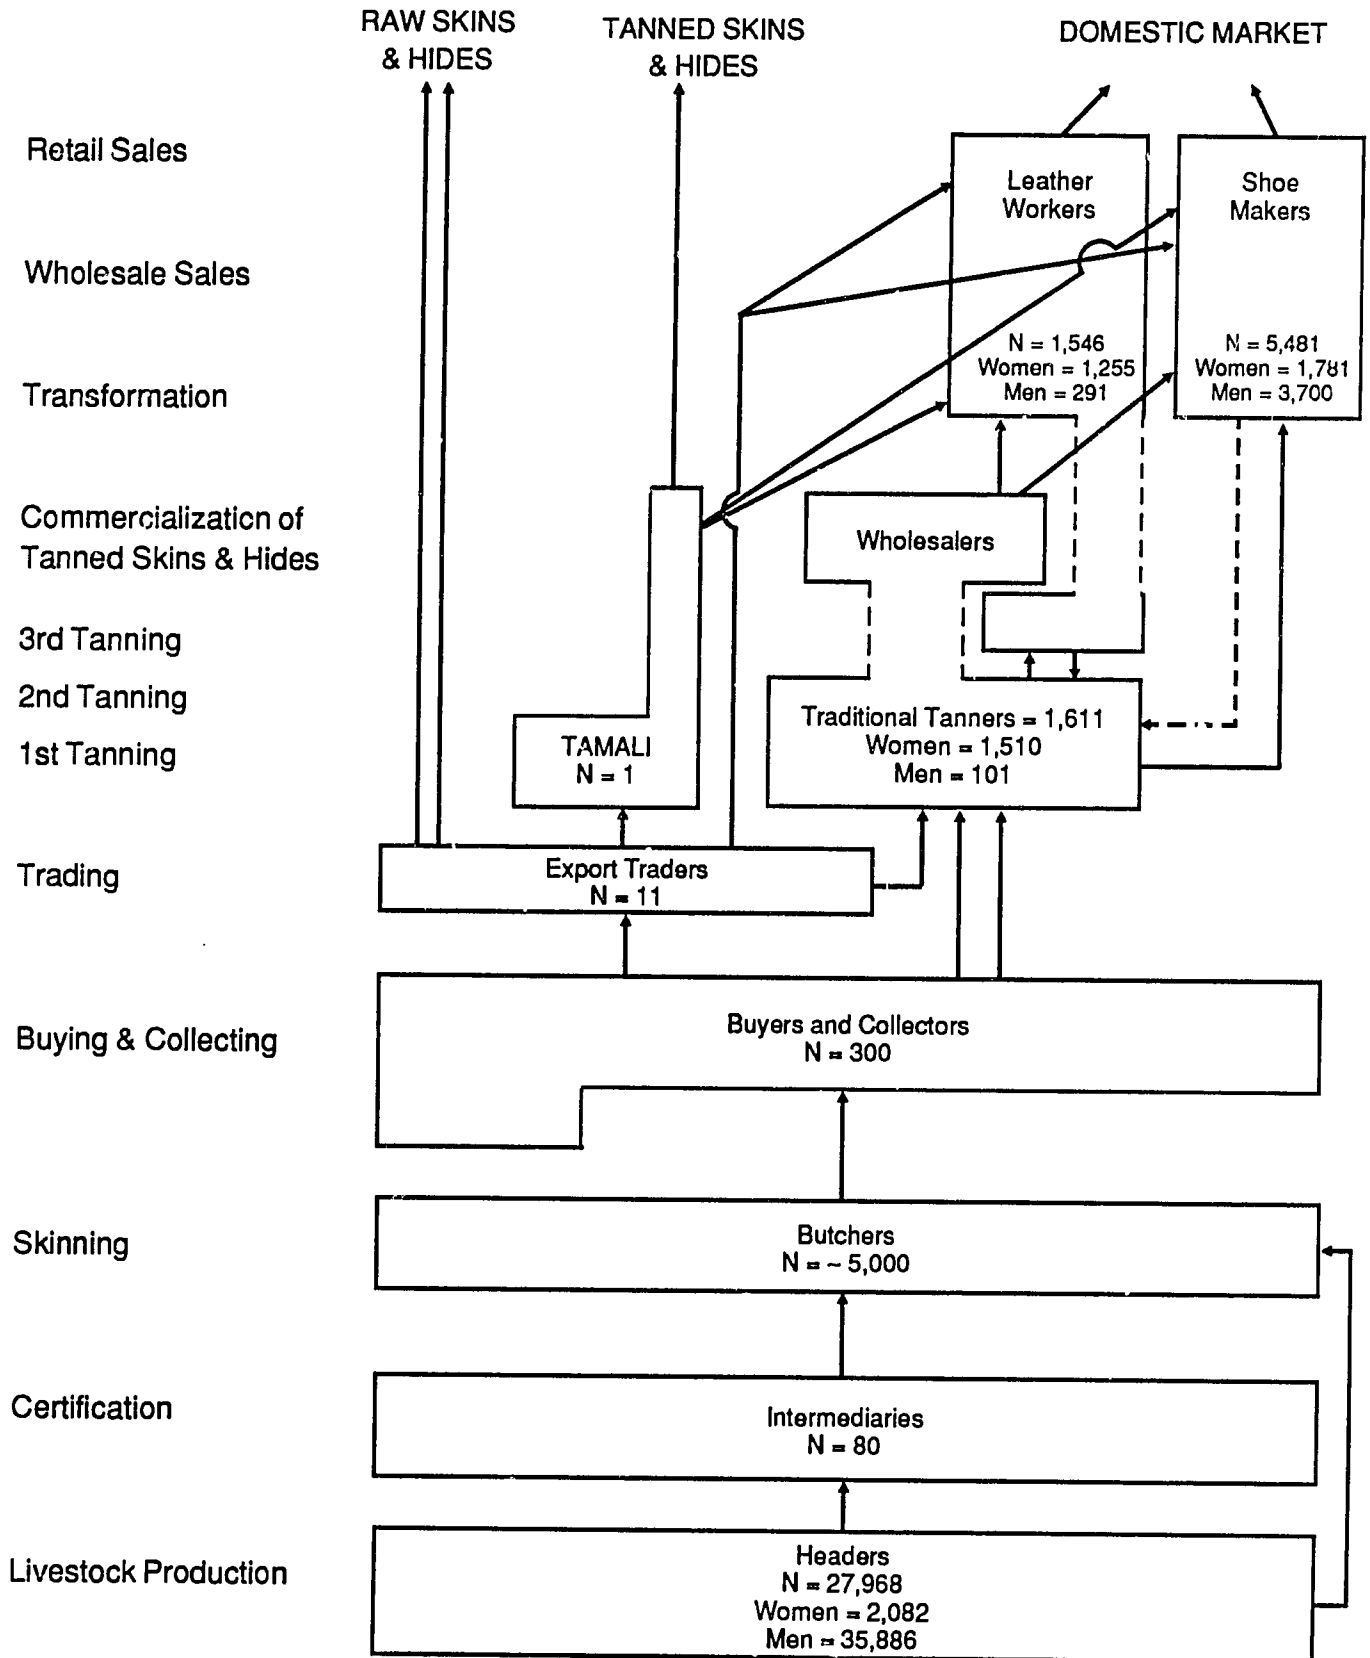 RAW SKINS
& HIDES
TANNED SKINS
& HIDES
DOMESTIC MARKET
Retail Sales
Leather
Workers
Shoe
Makers
Wholesale Sales
N = 1,546
Women = 1,255
Men = 291
N = 5,481
Women = 1,781
Men = 3,700
Transformation
Commercialization of
Tanned Skins & Hides
Wholesalers
3rd Tanning
2nd Tanning
1st Tanning
TAMALI
N = 1
Traditional Tanners = 1,611
Women = 1,510
Men = 101
Trading
Export Traders
N = 11
Buying & Collecting
Buyers and Collectors
N = 300
Skinning
Butchers
N = ~ 5,000
Certification
Intermediaries
N = 80
Livestock Production
Headers
N = 27,968
Women = 2,082
Men = 35,886